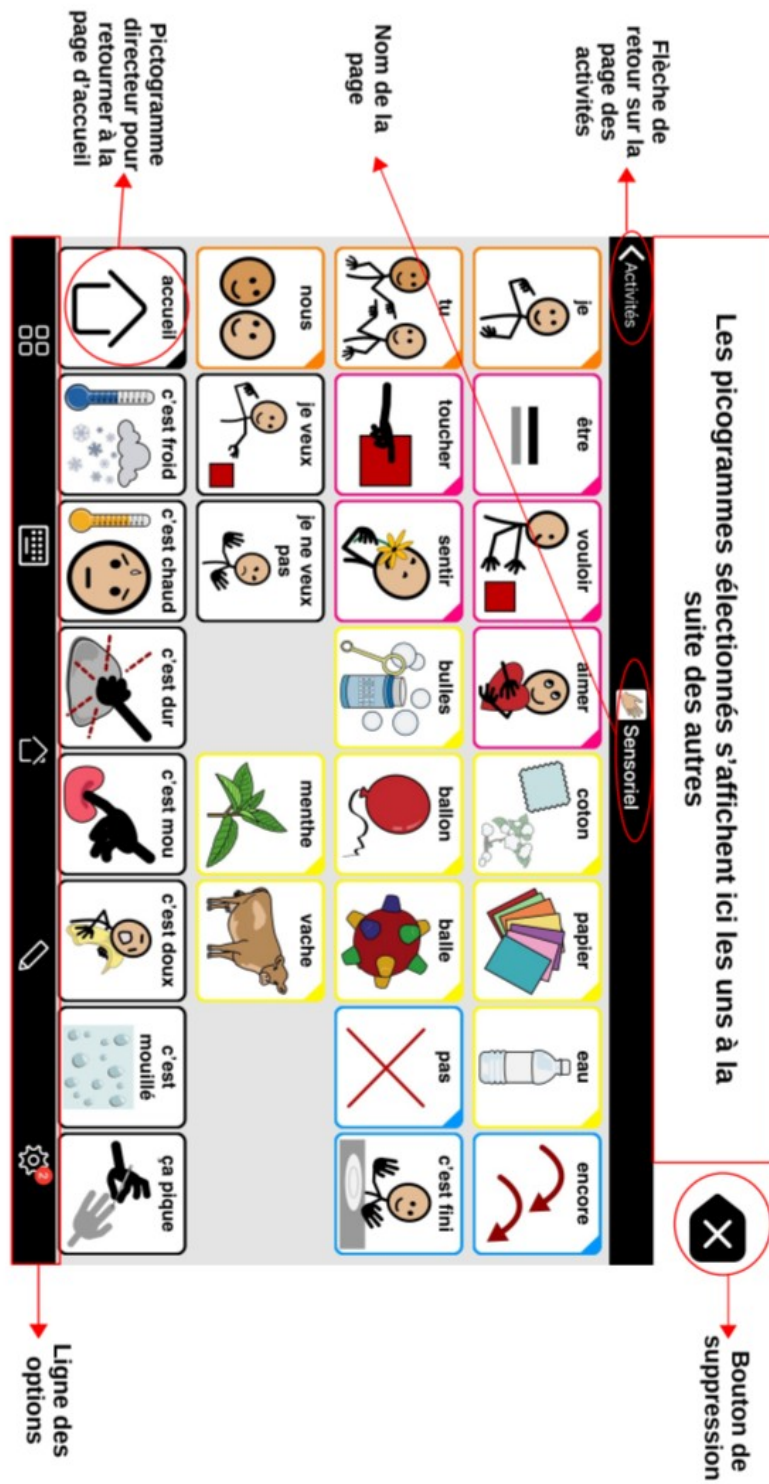 Les picogrammes sélectionnés s'affichent ici les uns à la
suite des autres
Bouton de
suppression
Flèche de
retour sur la
page des
activités
Activités
Sensoriel
je
être
vouloir
aimer
coton
papier
eau
encore
Nom de la
page
tu
toucher
sentir
bulles
ballon
balle
pas
c'est fini
nous
je veux
je ne veux
pas
menthe
vache
Pictogramme
directeur pour
retourner à la
page d'accueil
accueil
c'est froid
c'est chaud
c'est dur
c'est mou
c'est doux
c'est
mouillé
ça pique
2
Ligne des
options